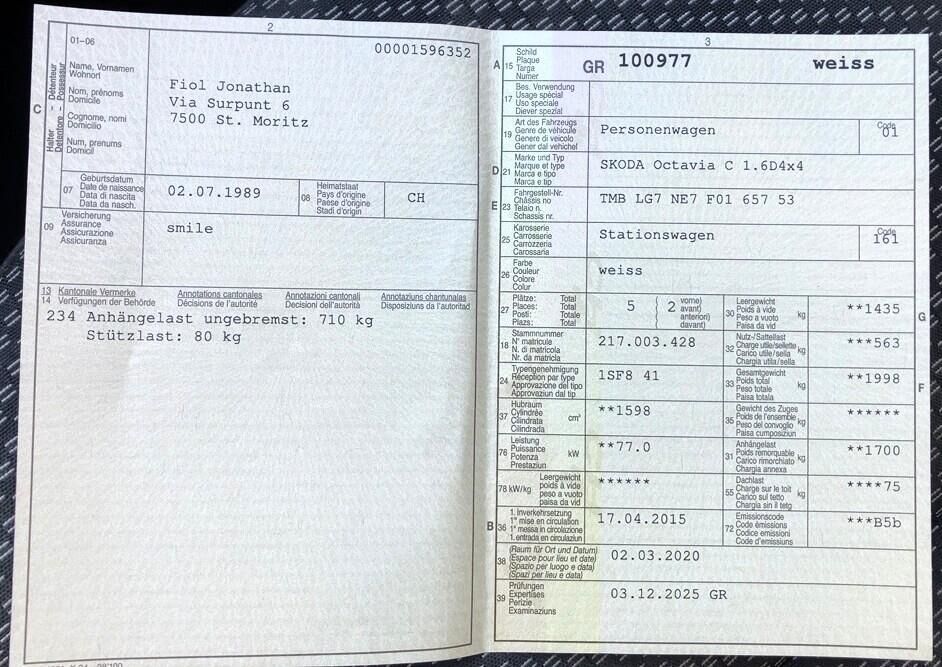 2
00001596352
C
Halter – Détenteur
Detentore – Possessur
01-06
Name, Vornamen
Wohnort
Nom, prénoms
Domicile
Cognome, nomi
Domicilio
Num, prenums
Domicil
Fiol Jonathan
Via Surpunt 6
7500 St. Moritz
07
Geburtsdatum
Date de naissance
Data di nascita
Data da nasch.
02.07.1989
08
Heimatstaat
Pays d'origine
Paese d'origine
Stadi d'origin
CH
09
Versicherung
Assurance
Assicurazione
Assicuranza
smile
13 Kantonale Vermerke Annotations cantonales Annotazioni cantonali Annotaziuns chantunalas
14 Verfügungen der Behörde Décisions de l'autorité Decisioni dell'autorità Disposiziuns da l'autoritad
234 Anhängelast ungebremst: 710 kg
Stützlast: 80 kg
3
A 15
Schild
Plaque
Targa
Numer
GR 100977 weiss
17
Bes. Verwendung
Usage spécial
Uso speciale
Diever spezial
19
Art des Fahrzeugs
Genre de véhicule
Genere di veicolo
Gener dal vehichel
Personenwagen
Code
01
D 21
Marke und Typ
Marque et type
Marca e tipo
Marca e tip
SKODA Octavia C 1.6D4x4
E 23
Fahrgestell-Nr.
Châssis no
Telaio n.
Schassis nr.
TMB LG7 NE7 F01 657 53
25
Karosserie
Carrosserie
Carrozzeria
Carossaria
Stationswagen
Code
161
26
Farbe
Couleur
Colore
Colur
weiss
27
Plätze: Total
Places: Total
Posti: Totale
Plazs: Total
5 ( 2
vorne)
avant)
anteriori)
davant)
30
Leergewicht
Poids à vide
Peso a vuoto
Paisa da vid
kg
**1435
G
18
Stammnummer
N° matricule
N. di matricola
Nr. da matricla
217.003.428
32
Nutz-/Sattellast
Charge utile/sellette
Carico utile/sella
Chargia utila/sella
kg
***563
24
Typengenehmigung
Réception par type
Approvazione del tipo
Approvaziun dal tip
1SF8 41
33
Gesamtgewicht
Poids total
Peso totale
Paisa totala
kg
**1998
F
37
Hubraum
Cylindrée
Cilindrata
Cilindrada
cm³
**1598
35
Gewicht des Zuges
Poids de l'ensemble
Peso del convoglio
Paisa cumposiziun
kg
******
76
Leistung
Puissance
Potenza
Prestaziun
kW
**77.0
31
Anhängelast
Poids remorquable
Carico rimorchiato
Chargia annexa
kg
**1700
78 kW/kg
Leergewicht
poids à vide
peso a vuoto
paisa da vid
******
55
Dachlast
Charge sur le toit
Carico sul tetto
Chargia sin il tetg
kg
****75
B 36
1. Inverkehrsetzung
1re mise en circulation
1a messa in circolazione
1. entrada en circulaziun
17.04.2015
72
Emissionscode
Code émissions
Codice emissioni
Code d'emissiuns
***B5b
38
(Raum für Ort und Datum)
(Espace pour lieu et date)
(Spazio per luogo e data)
(Spazi per lieu e data)
02.03.2020
39
Prüfungen
Expertises
Perizie
Examinaziuns
03.12.2025 GR